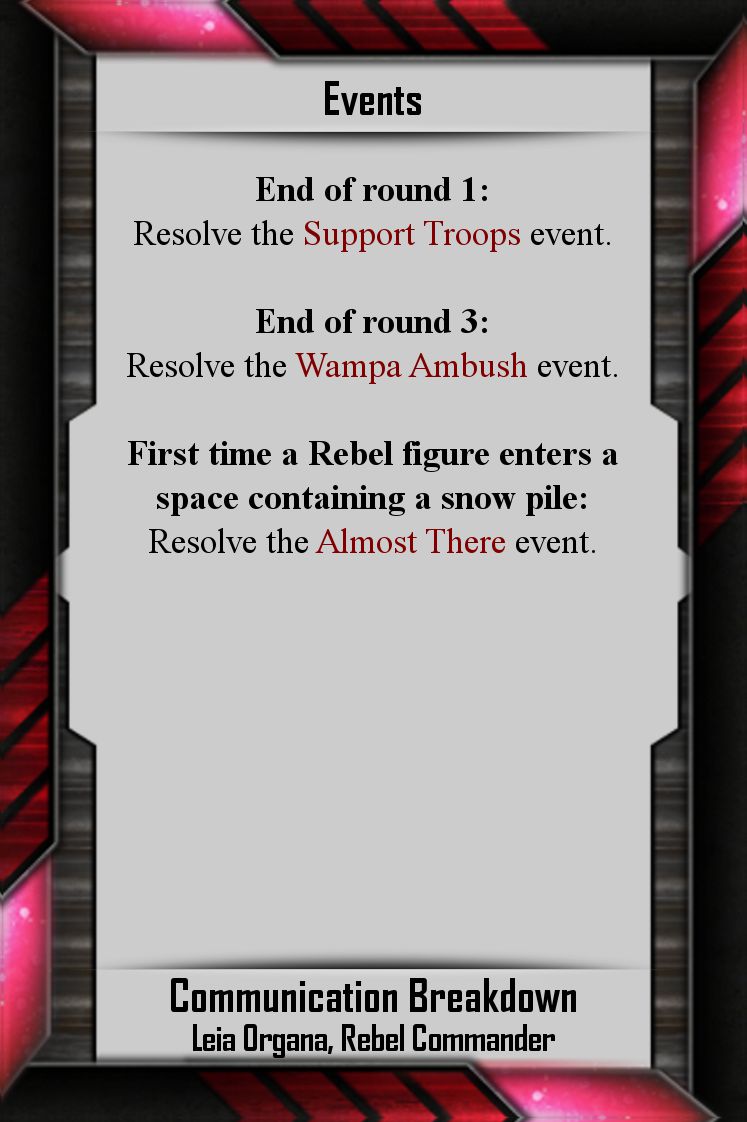 Events
End of round 1:
Resolve the Support Troops event.
End of round 3:
Resolve the Wampa Ambush event.
First time a Rebel figure enters a
space containing a snow pile:
Resolve the Almost There event.
Communication Breakdown
Leia Organa, Rebel Commander